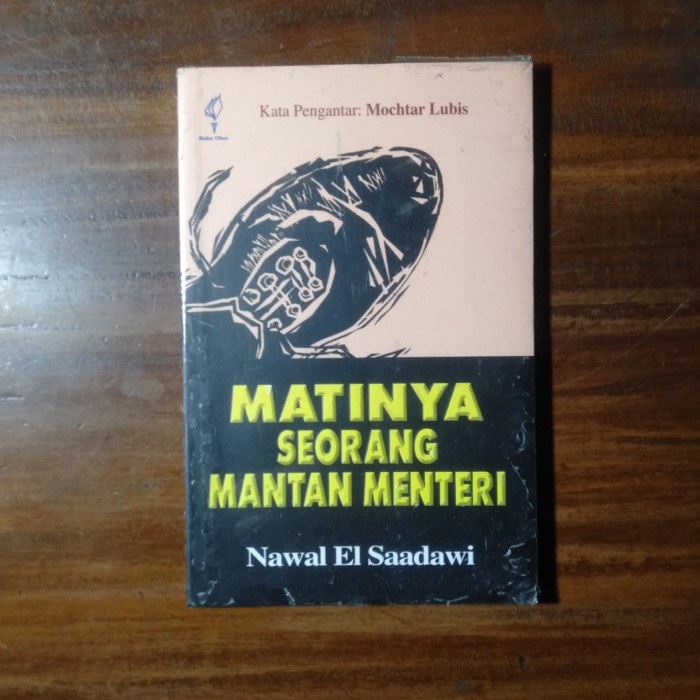 Kata Pengantar: Mochtar Lubis
MATINYA
SEORANG
MANTAN MENTERI
Nawal El Saadawi